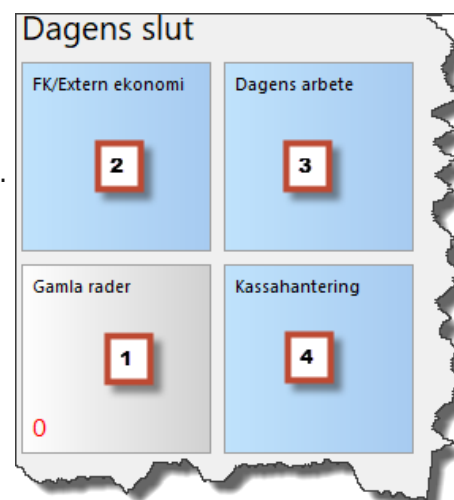 Dagens slut
FK/Extern ekonomi
Dagens arbete
2
3
.
Gamla rader
Kassahantering
1
4
0